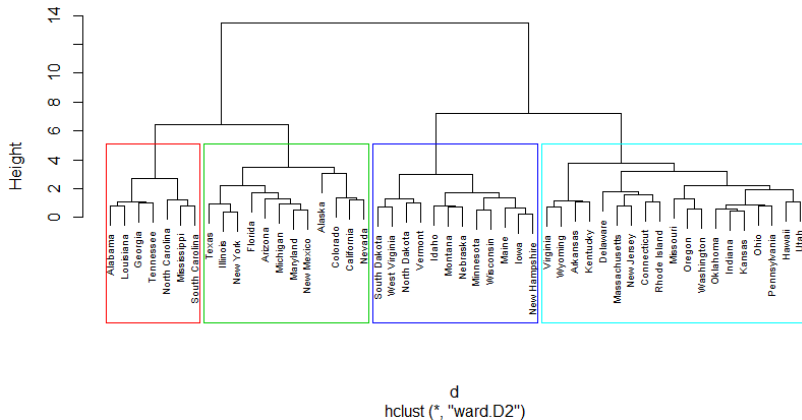 14
10
8
6
4
2
0
Height
Alabama
Louisiana
Georgia
Tennessee
North Carolina
Mississippi
South Carolina
Texas
Illinois
New York
Florida
Arizona
Michigan
Maryland
New Mexico
Alaska
Colorado
California
Nevada
South Dakota
West Virginia
North Dakota
Vermont
Idaho
Montana
Nebraska
Minnesota
Wisconsin
Maine
Iowa
New Hampshire
Virginia
Wyoming
Arkansas
Kentucky
Delaware
Massachusetts
New Jersey
Connecticut
Rhode Island
Missouri
Oregon
Washington
Oklahoma
Indiana
Kansas
Ohio
Pennsylvania
Hawaii
Utah
d
hclust (*, "ward.D2")